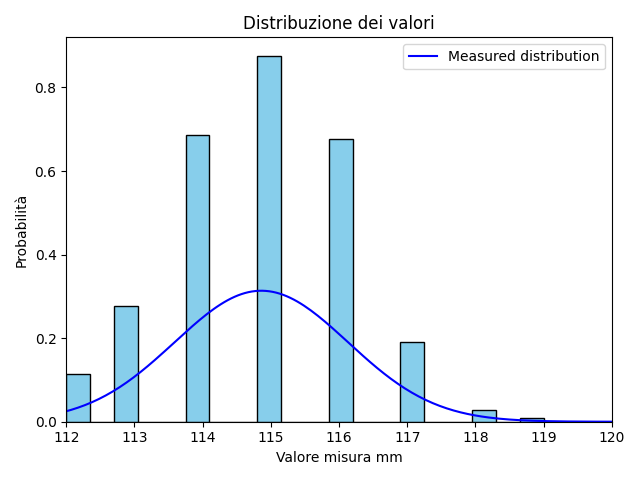 Distribuzione dei valori
Measured distribution
Probabilità
0.8
0.6
0.4
0.2
0.0
112 113 114 115 116 117 118 119 120
Valore misura mm